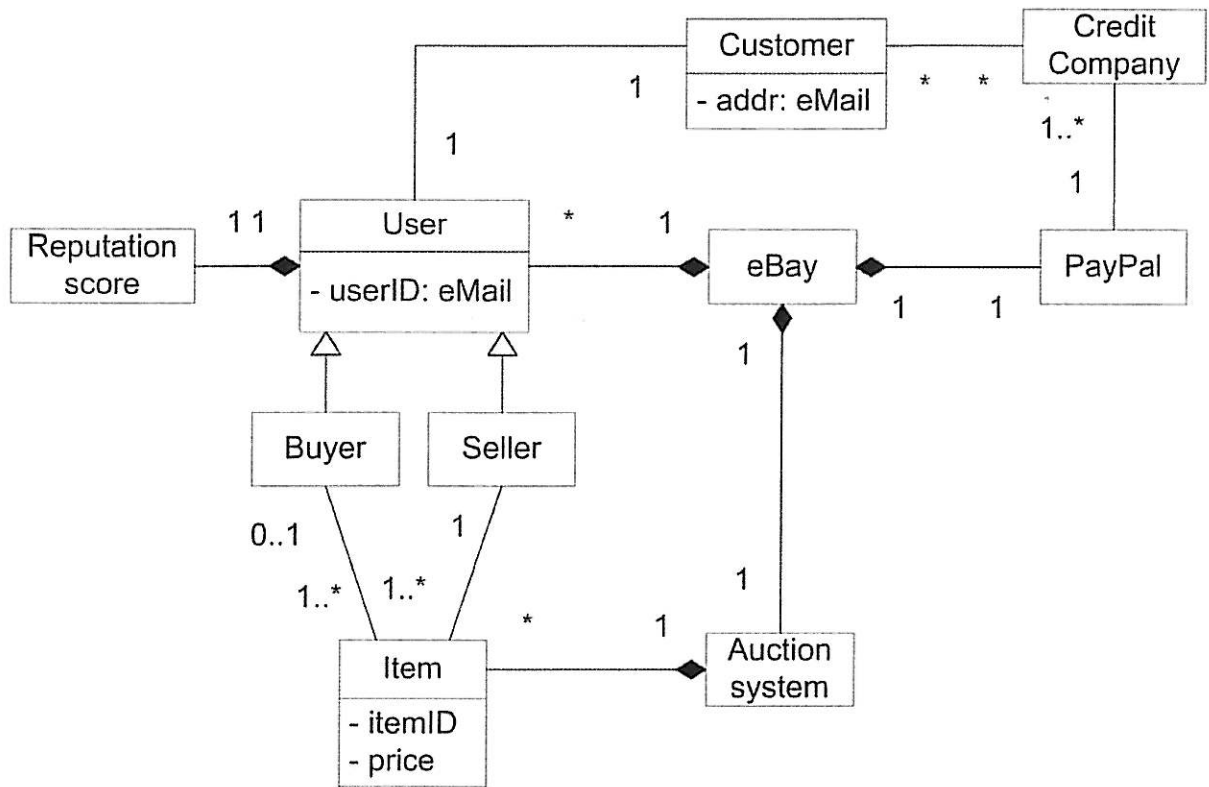 Customer
- addr: eMail
Credit
Company
1
* *
1..*
1
1
Reputation
score
1 1
User
- userID: eMail
* 1
eBay
1 1
PayPal
1
Buyer
Seller
0..1
1
1..*
1..*
1
* 1
Item
- itemID
- price
Auction
system